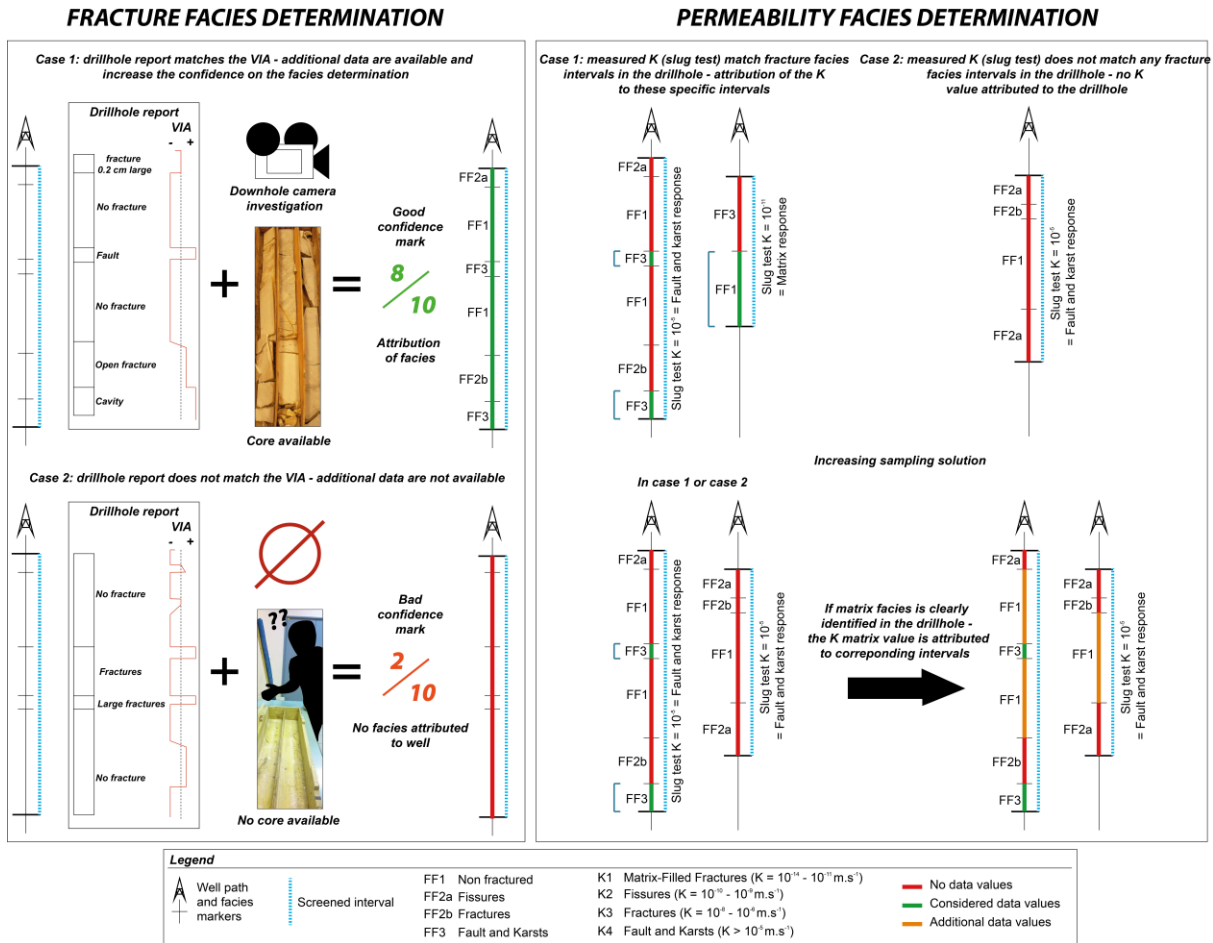 FRACTURE FACIES DETERMINATION
Case 1: drillhole report matches the VIA - additional data are available and
increase the confidence on the facies determination
Drillhole report
VIA
- +
fracture
0.2 cm large
No fracture
Fault
No fracture
Open fracture
Cavity
+
Downhole camera
investigation
Core available
=
Good
confidence
mark
8/10
Attribution
of facies
FF2a
FF1
FF3
FF1
FF2b
FF3
Case 2: drillhole report does not match the VIA - additional data are not available
Drillhole report
VIA
- +
No fracture
Fractures
Large fractures
No fracture
+
??
No core available
=
Bad
confidence
mark
2/10
No facies attributed
to well
PERMEABILITY FACIES DETERMINATION
Case 1: measured K (slug test) match fracture facies
intervals in the drillhole - attribution of the K
to these specific intervals
FF2a
FF1
FF3
FF1
FF2b
FF3
Slug test K = 10⁻⁵ = Fault and karst response
FF3
FF1
Slug test K = 10⁻¹¹
= Matrix response
Case 2: measured K (slug test) does not match any fracture
facies intervals in the drillhole - no K
value attributed to the drillhole
FF2a
FF2b
FF1
FF2a
Slug test K = 10⁻⁵
= Fault and karst response
Increasing sampling solution
In case 1 or case 2
FF2a
FF1
FF3
FF1
FF2b
FF3
Slug test K = 10⁻⁵ = Fault and karst response
FF2a
FF2b
FF1
FF2a
Slug test K = 10⁻⁵
= Fault and karst response
If matrix facies is clearly
identified in the drillhole -
the K matrix value is attributed
to correponding intervals
FF2a
FF1
FF3
FF1
FF2b
FF3
FF2a
FF2b
FF1
FF2a
Slug test K = 10⁻⁵
= Fault and karst response
Legend
Well path
and facies
markers
Screened interval
FF1 Non fractured
FF2a Fissures
FF2b Fractures
FF3 Fault and Karsts
K1 Matrix-Filled Fractures (K = 10⁻¹⁴ - 10⁻¹¹ m.s⁻¹)
K2 Fissures (K = 10⁻¹⁰ - 10⁻⁹ m.s⁻¹)
K3 Fractures (K = 10⁻⁸ - 10⁻⁶ m.s⁻¹)
K4 Fault and Karsts (K > 10⁻⁵ m.s⁻¹)
No data values
Considered data values
Additional data values